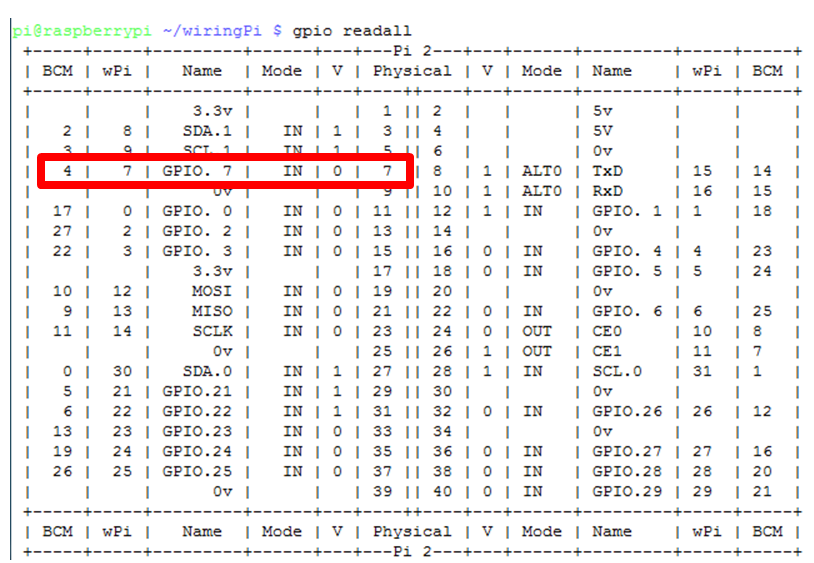 pi@raspberrypi ~/wiringPi $ gpio readall
+-----+-----+---------+------+---+---Pi 2---+---+------+---------+-----+-----+
| BCM | wPi |   Name  | Mode | V | Physical | V | Mode | Name    | wPi | BCM |
+-----+-----+---------+------+---+----++----+---+------+---------+-----+-----+
|     |     |    3.3v |      |   |  1 || 2  |   |      | 5v      |     |     |
|   2 |   8 |   SDA.1 |   IN | 1 |  3 || 4  |   |      | 5V      |     |     |
|   3 |   9 |   SCL.1 |   IN | 1 |  5 || 6  |   |      | 0v      |     |     |
|   4 |   7 | GPIO. 7 |   IN | 0 |  7 || 8  | 1 | ALT0 | TxD     | 15  | 14  |
|     |     |      0v |      |   |  9 || 10 | 1 | ALT0 | RxD     | 16  | 15  |
|  17 |   0 | GPIO. 0 |   IN | 0 | 11 || 12 | 1 | IN   | GPIO. 1 | 1   | 18  |
|  27 |   2 | GPIO. 2 |   IN | 0 | 13 || 14 |   |      | 0v      |     |     |
|  22 |   3 | GPIO. 3 |   IN | 0 | 15 || 16 | 0 | IN   | GPIO. 4 | 4   | 23  |
|     |     |    3.3v |      |   | 17 || 18 | 0 | IN   | GPIO. 5 | 5   | 24  |
|  10 |  12 |    MOSI |   IN | 0 | 19 || 20 |   |      | 0v      |     |     |
|   9 |  13 |    MISO |   IN | 0 | 21 || 22 | 0 | IN   | GPIO. 6 | 6   | 25  |
|  11 |  14 |    SCLK |   IN | 0 | 23 || 24 | 0 | OUT  | CE0     | 10  | 8   |
|     |     |      0v |      |   | 25 || 26 | 1 | OUT  | CE1     | 11  | 7   |
|   0 |  30 |   SDA.0 |   IN | 1 | 27 || 28 | 1 | IN   | SCL.0   | 31  | 1   |
|   5 |  21 | GPIO.21 |   IN | 1 | 29 || 30 |   |      | 0v      |     |     |
|   6 |  22 | GPIO.22 |   IN | 1 | 31 || 32 | 0 | IN   | GPIO.26 | 26  | 12  |
|  13 |  23 | GPIO.23 |   IN | 0 | 33 || 34 |   |      | 0v      |     |     |
|  19 |  24 | GPIO.24 |   IN | 0 | 35 || 36 | 0 | IN   | GPIO.27 | 27  | 16  |
|  26 |  25 | GPIO.25 |   IN | 0 | 37 || 38 | 0 | IN   | GPIO.28 | 28  | 20  |
|     |     |      0v |      |   | 39 || 40 | 0 | IN   | GPIO.29 | 29  | 21  |
+-----+-----+---------+------+---+----++----+---+------+---------+-----+-----+
| BCM | wPi |   Name  | Mode | V | Physical | V | Mode | Name    | wPi | BCM |
+-----+-----+---------+------+---+---Pi 2---+---+------+---------+-----+-----+